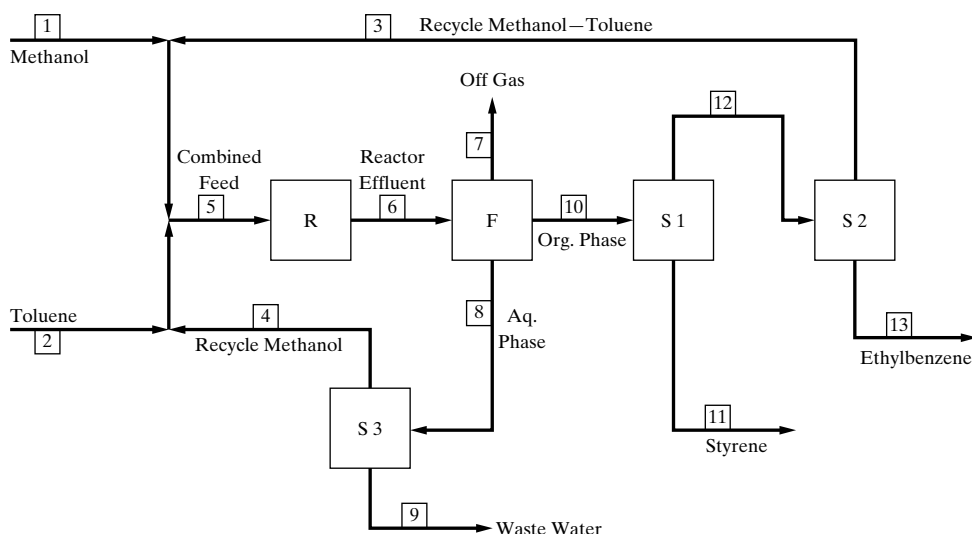 1
Methanol
3
Recycle Methanol—Toluene
Off Gas
12
7
Combined
Feed
5
Reactor
Effluent
6
R
F
10
Org. Phase
S 1
S 2
Toluene
2
4
Recycle Methanol
8
Aq.
Phase
13
Ethylbenzene
S 3
11
Styrene
9
Waste Water